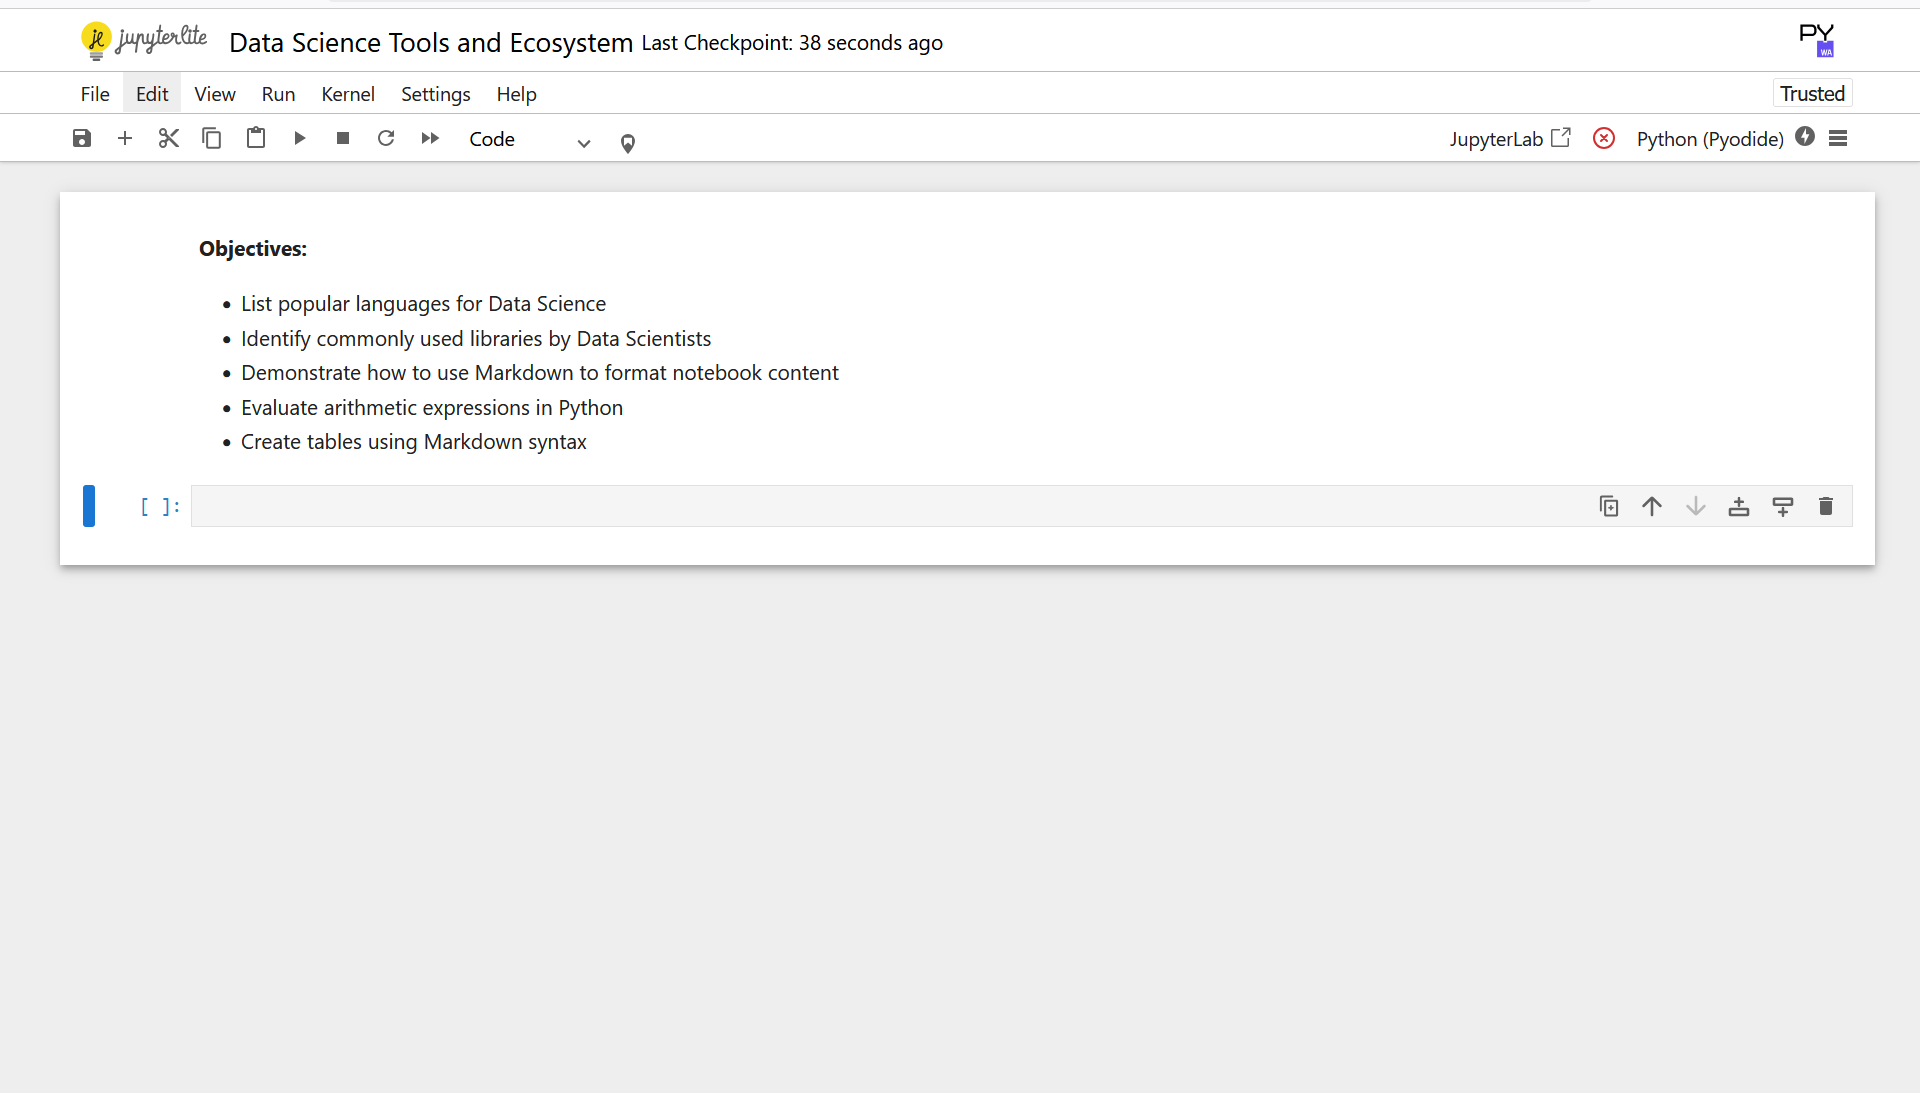 jupyterlite Data Science Tools and Ecosystem Last Checkpoint: 38 seconds ago
PY
WA
File Edit View Run Kernel Settings Help Trusted
Code JupyterLab Python (Pyodide)
Objectives:
• List popular languages for Data Science
• Identify commonly used libraries by Data Scientists
• Demonstrate how to use Markdown to format notebook content
• Evaluate arithmetic expressions in Python
• Create tables using Markdown syntax
[ ]: